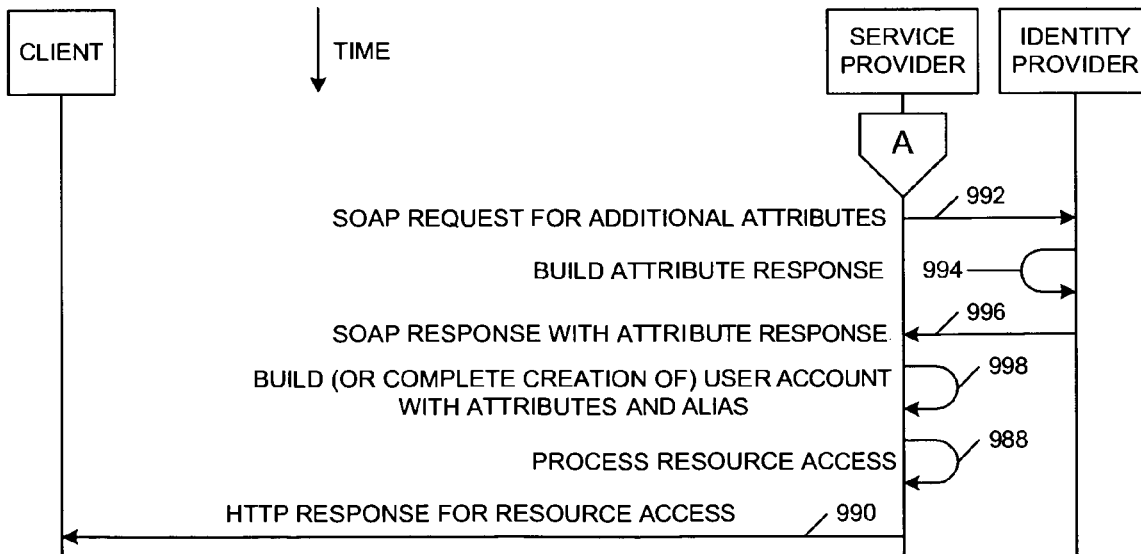 CLIENT
TIME
SERVICE
PROVIDER
IDENTITY
PROVIDER
A
SOAP REQUEST FOR ADDITIONAL ATTRIBUTES
992
BUILD ATTRIBUTE RESPONSE
994
SOAP RESPONSE WITH ATTRIBUTE RESPONSE
996
BUILD (OR COMPLETE CREATION OF) USER ACCOUNT
WITH ATTRIBUTES AND ALIAS
998
PROCESS RESOURCE ACCESS
988
HTTP RESPONSE FOR RESOURCE ACCESS
990